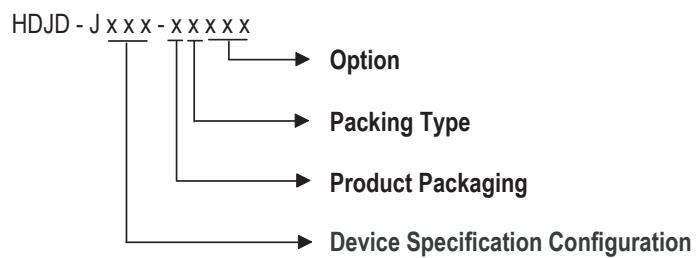 HDJD - J x x x - x x x x x
Option
Packing Type
Product Packaging
Device Specification Configuration